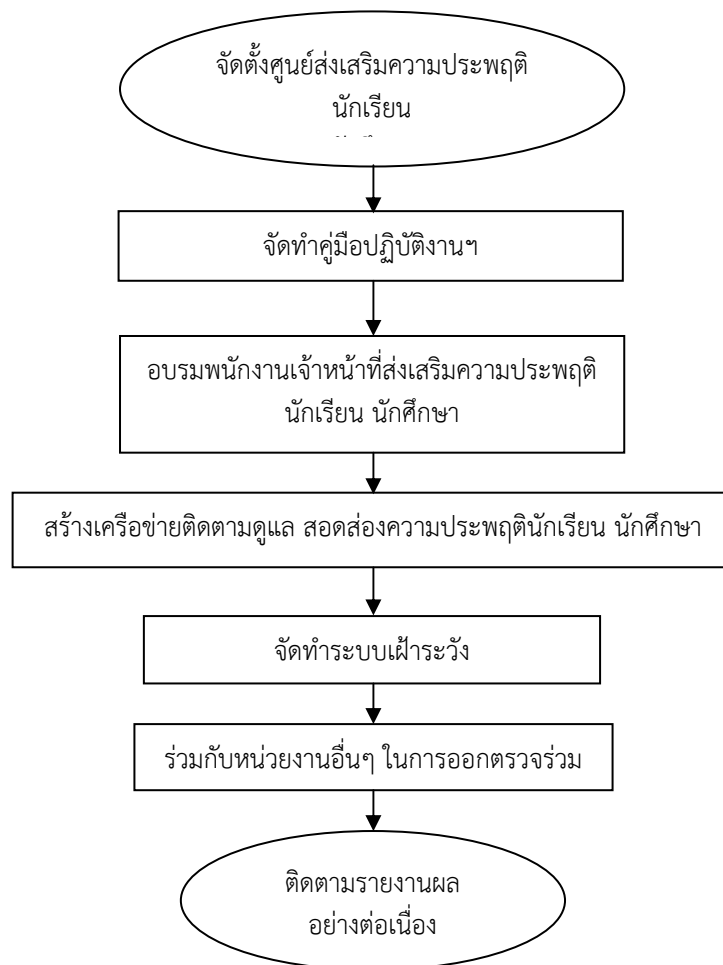 จัดตั้งศูนย์ส่งเสริมความประพฤติ
นักเรียน
จัดทำคู่มือปฏิบัติงานฯ
อบรมพนักงานเจ้าหน้าที่ส่งเสริมความประพฤติ
นักเรียน นักศึกษา
สร้างเครือข่ายติดตามดูแล สอดส่องความประพฤตินักเรียน นักศึกษา
จัดทำระบบเฝ้าระวัง
ร่วมกับหน่วยงานอื่นๆ ในการออกตรวจร่วม
ติดตามรายงานผล
อย่างต่อเนื่อง